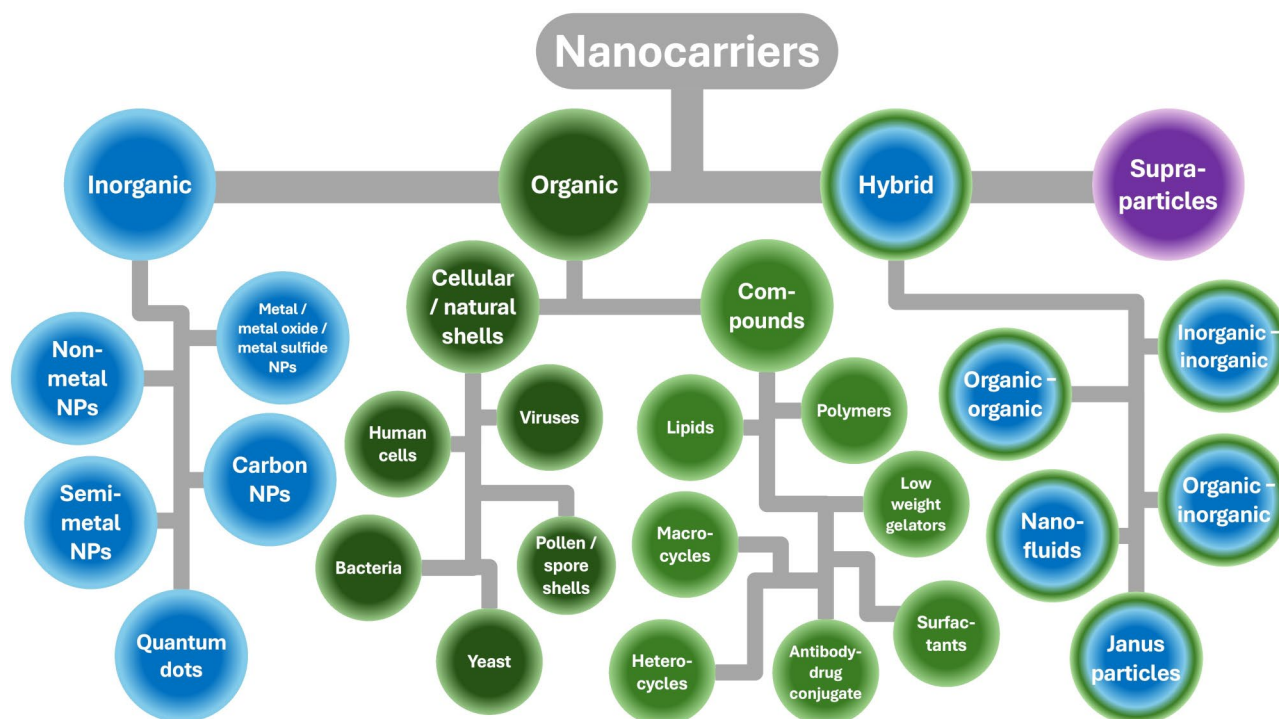 Nanocarriers
Inorganic
Organic
Hybrid
Supra-
particles
Non-
metal
NPs
Metal /
metal oxide /
metal sulfide
NPs
Semi-
metal
NPs
Carbon
NPs
Quantum
dots
Cellular
/ natural
shells
Human
cells
Viruses
Bacteria
Pollen /
spore
shells
Yeast
Com-
pounds
Lipids
Polymers
Low
weight
gelators
Macro-
cycles
Hetero-
cycles
Antibody-
drug
conjugate
Surfac-
tants
Inorganic –
inorganic
Organic –
organic
Organic –
inorganic
Nano-
fluids
Janus
particles